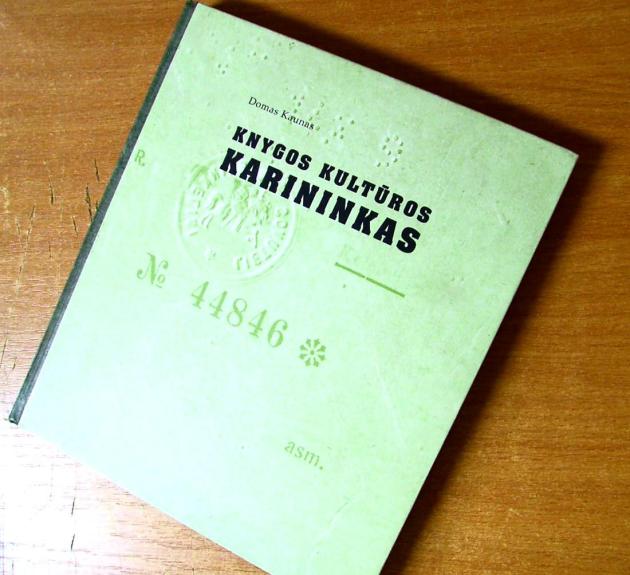 Domas Kaunas
KNYGOS KULTŪROS
KARININKAS
R.
№ 44846
asm.